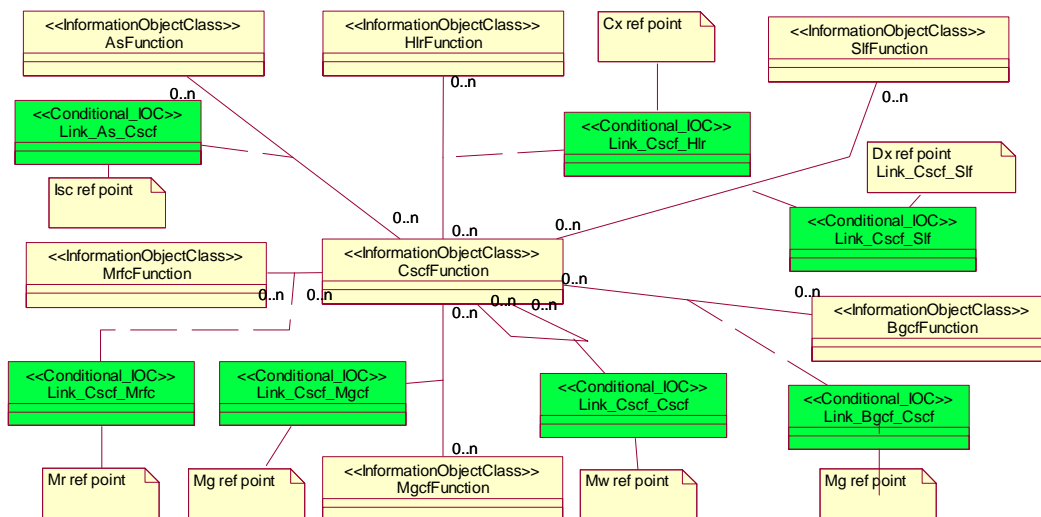 <<InformationObjectClass>>
AsFunction
<<InformationObjectClass>>
HlrFunction
Cx ref point
<<InformationObjectClass>>
SlfFunction
0..n
0..n
0..n
<<Conditional_IOC>>
Link_As_Cscf
<<Conditional_IOC>>
Link_Cscf_Hlr
Dx ref point
Link_Cscf_Slf
Isc ref point
0..n
0..n
0..n
<<Conditional_IOC>>
Link_Cscf_Slf
<<InformationObjectClass>>
MrfcFunction
<<InformationObjectClass>>
CscfFunction
0..n
0..n
0..n
0..n
0..n
0..n
0..n
<<InformationObjectClass>>
BgcfFunction
<<Conditional_IOC>>
Link_Cscf_Mrfc
<<Conditional_IOC>>
Link_Cscf_Mgcf
<<Conditional_IOC>>
Link_Cscf_Cscf
<<Conditional_IOC>>
Link_Bgcf_Cscf
0..n
Mr ref point
Mg ref point
<<InformationObjectClass>>
MgcfFunction
Mw ref point
Mg ref point